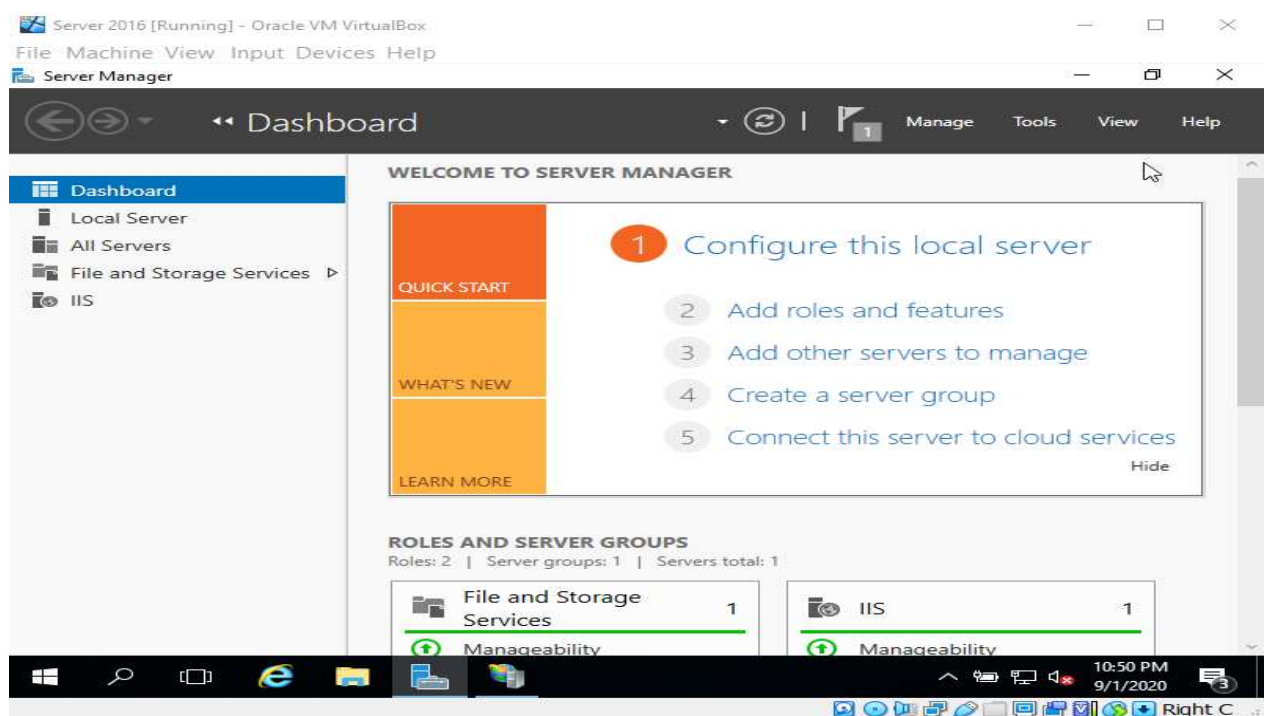 Server 2016 [Running] - Oracle VM VirtualBox
File Machine View Input Devices Help
Server Manager
Dashboard
1
Manage Tools View Help
Dashboard
Local Server
All Servers
File and Storage Services
IIS
WELCOME TO SERVER MANAGER
QUICK START
WHAT'S NEW
LEARN MORE
1 Configure this local server
2 Add roles and features
3 Add other servers to manage
4 Create a server group
5 Connect this server to cloud services
Hide
ROLES AND SERVER GROUPS
Roles: 2 | Server groups: 1 | Servers total: 1
File and Storage
Services
1
Manageability
IIS 1
Manageability
10:50 PM
9/1/2020
3
Right C